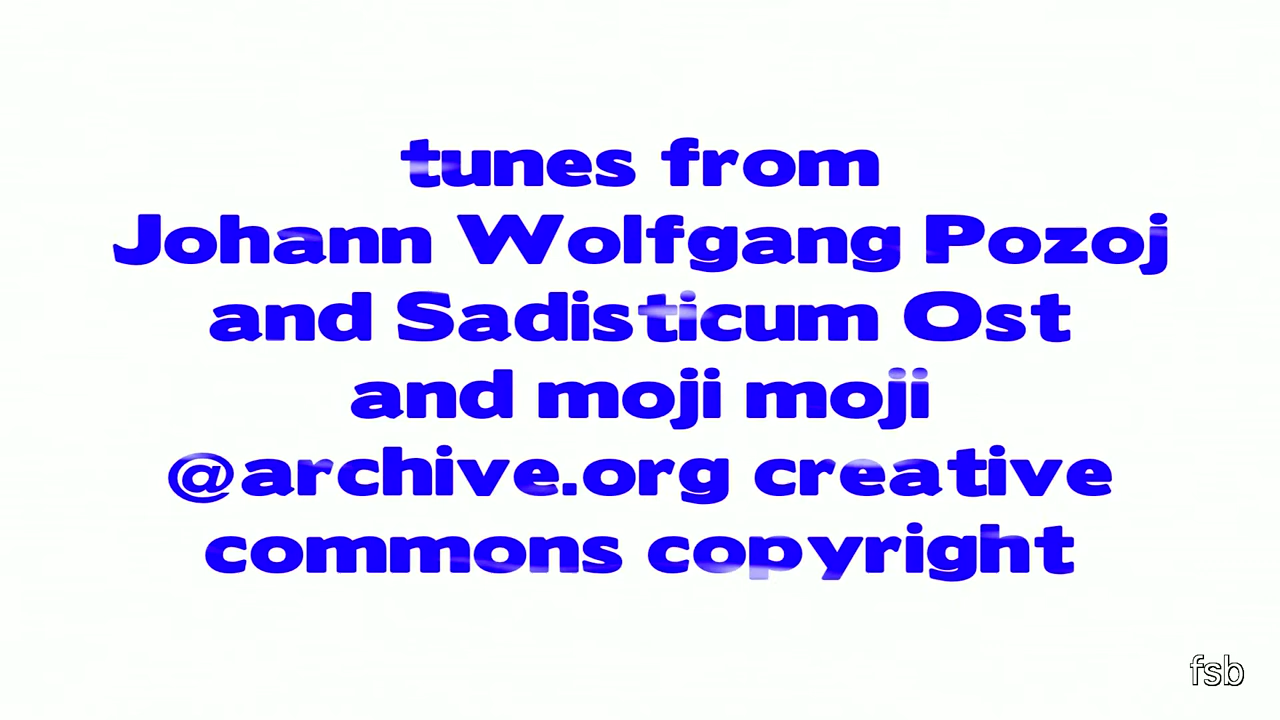 tunes from
Johann Wolfgang Pozoj
and Sadisticum Ost
and moji moji
@archive.org creative
commons copyright
fsb